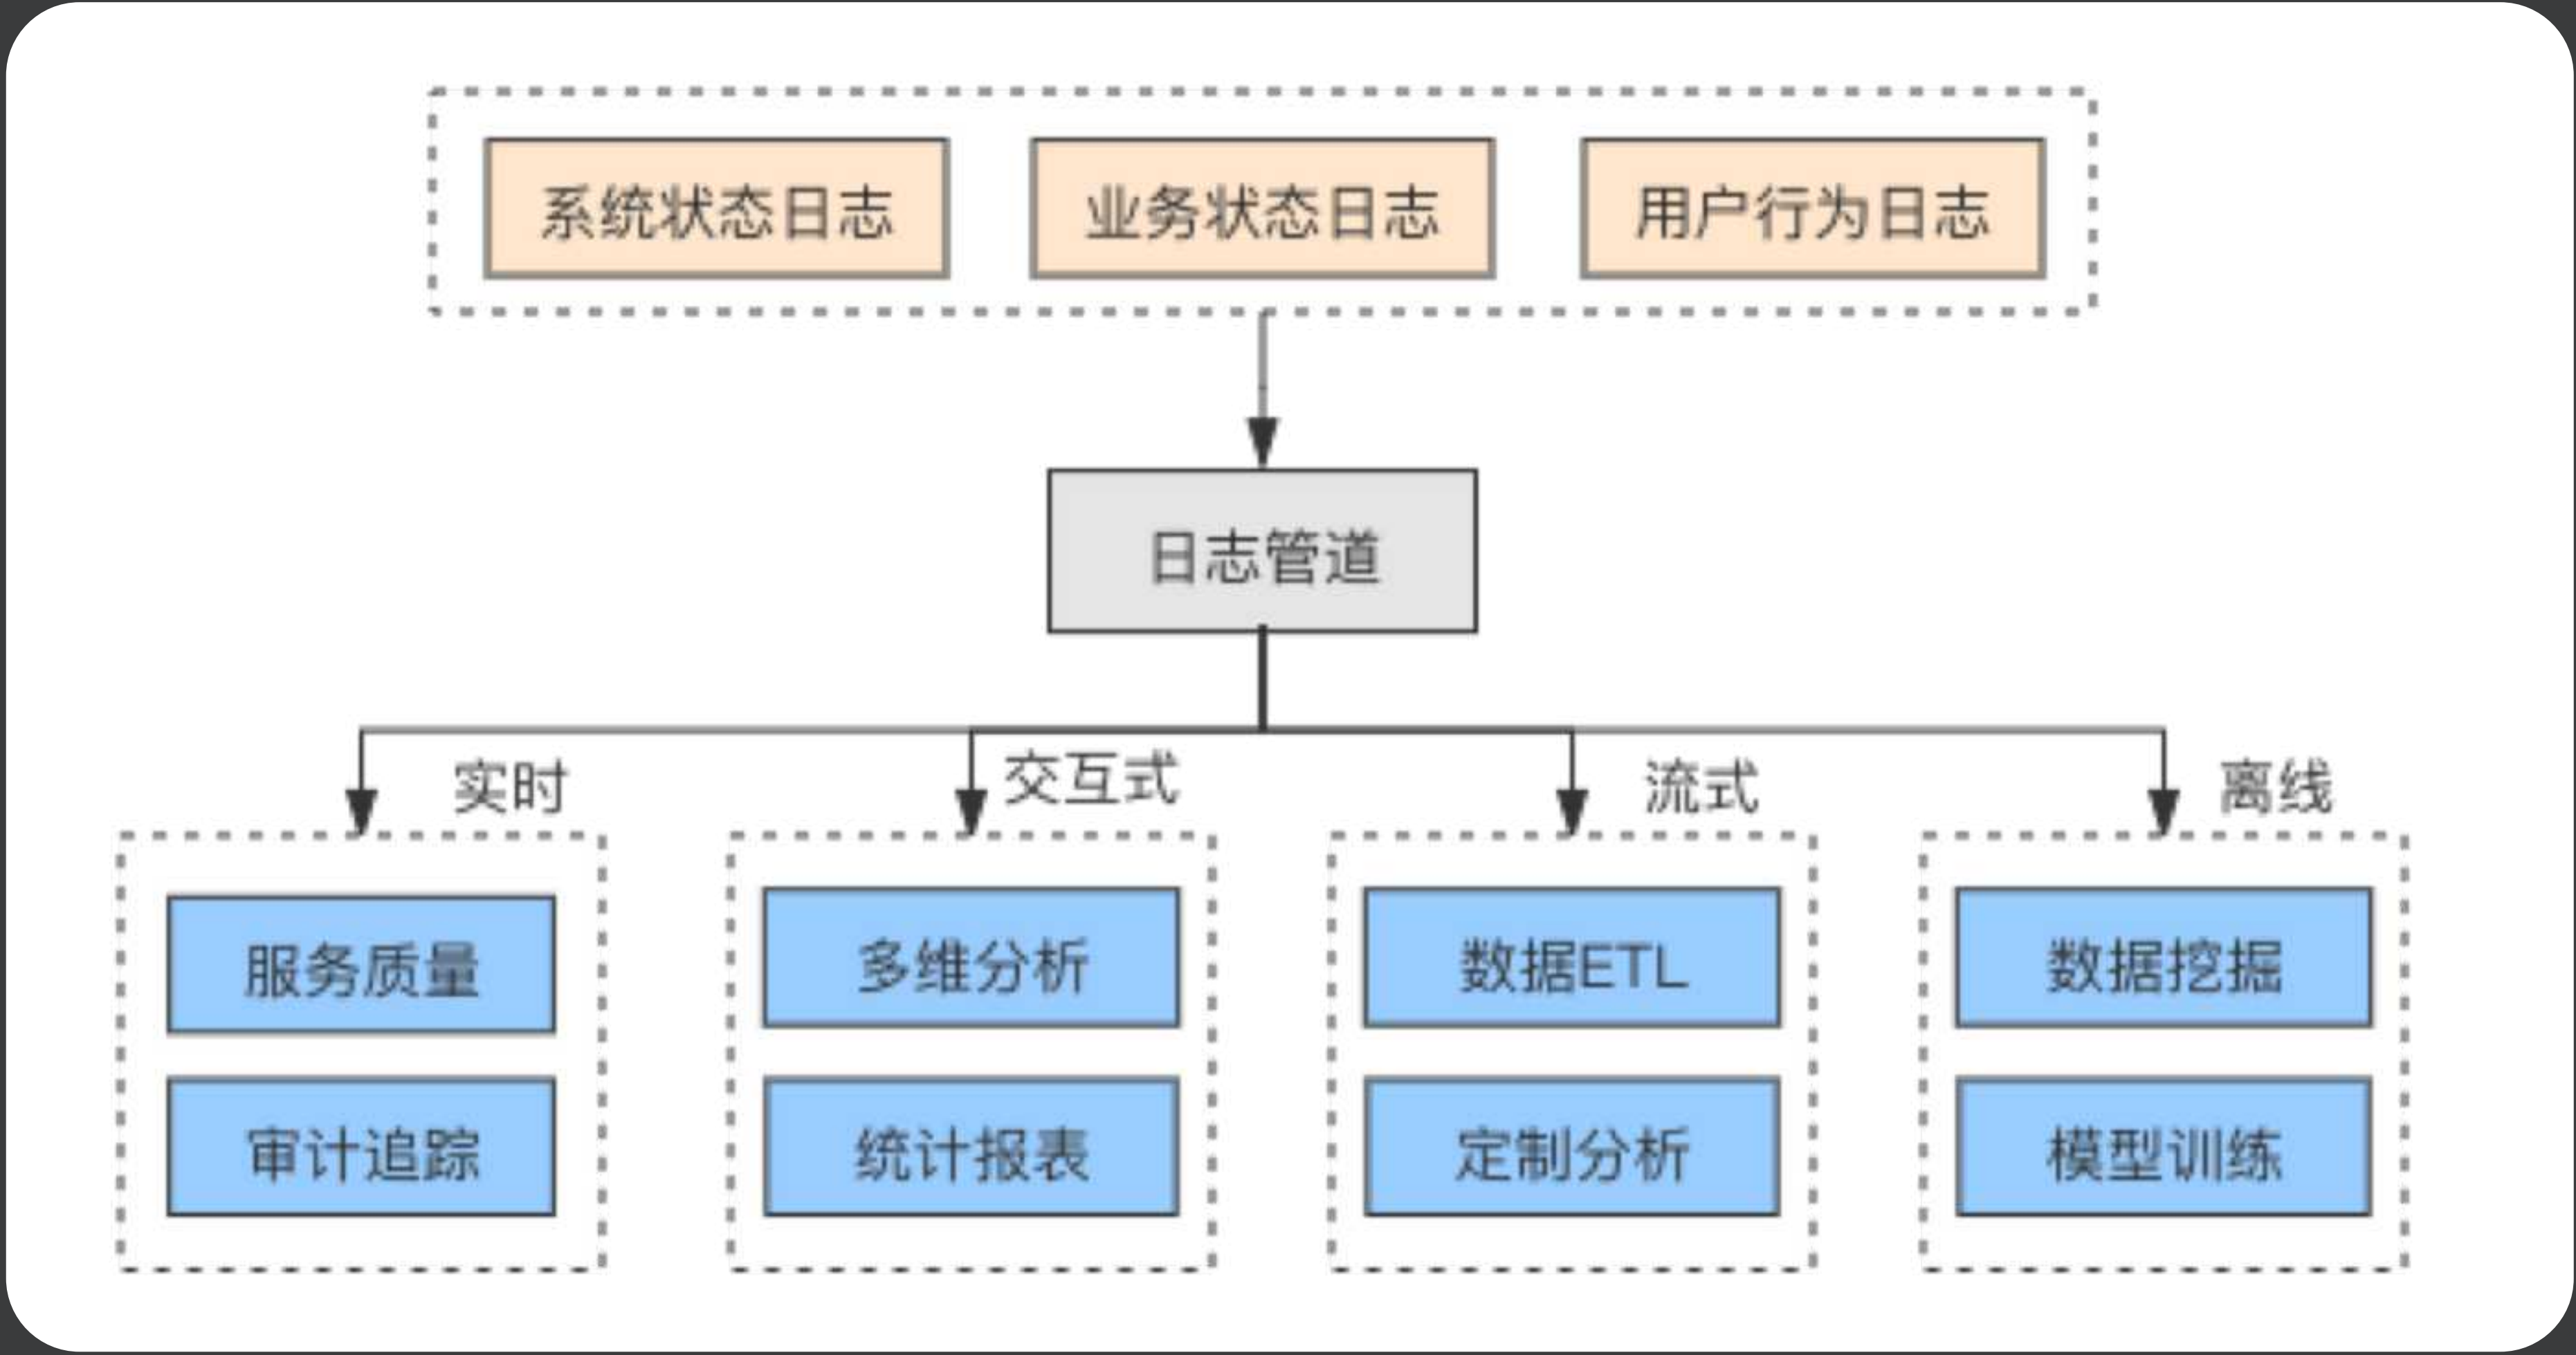 系统状态日志
业务状态日志
用户行为日志
日志管道
实时
交互式
流式
离线
服务质量
多维分析
数据ETL
数据挖掘
审计追踪
统计报表
定制分析
模型训练